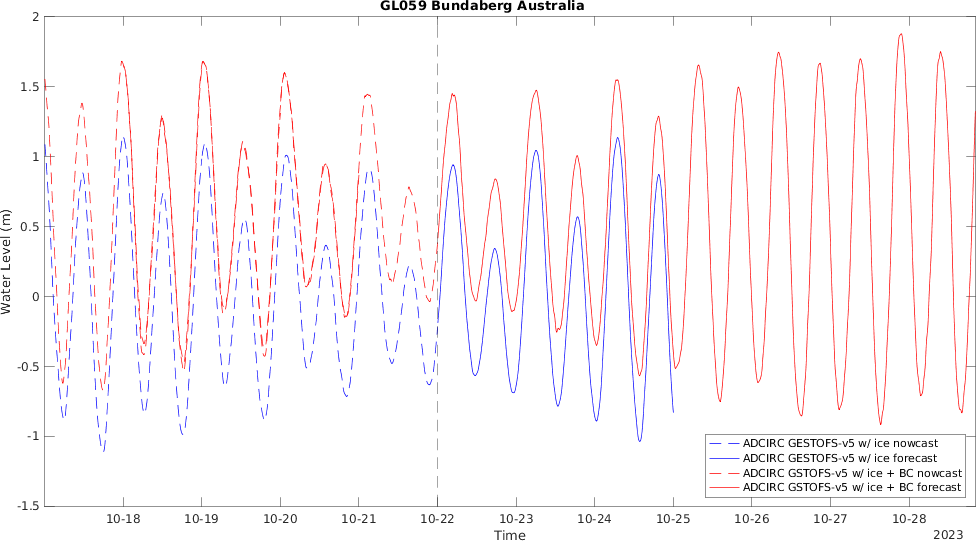 GL059 Bundaberg Australia
2
1.5
1
0.5
0
-0.5
-1
-1.5
Water Level (m)
10-18 10-19 10-20 10-21 10-22 10-23 10-24 10-25 10-26 10-27 10-28
Time
2023
ADCIRC GESTOFS-v5 w/ ice nowcast
ADCIRC GESTOFS-v5 w/ ice forecast
ADCIRC GSTOFS-v5 w/ ice + BC nowcast
ADCIRC GSTOFS-v5 w/ ice + BC forecast